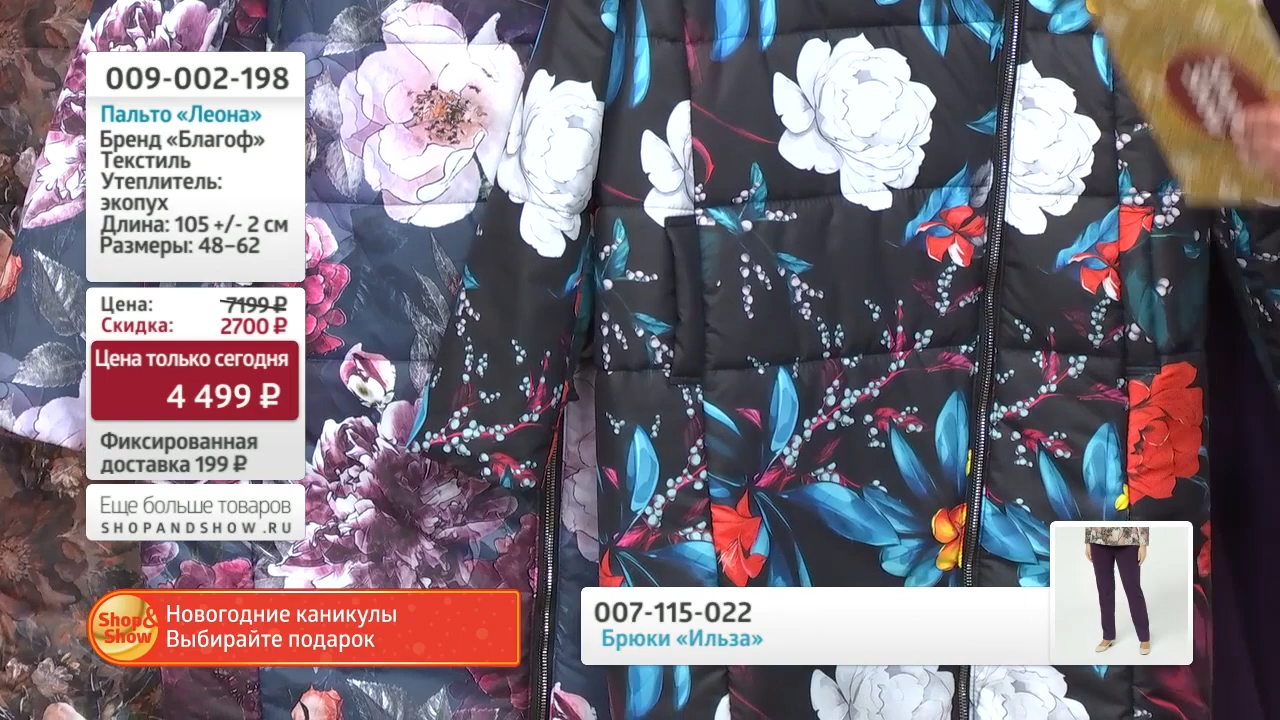 009-002-198
Пальто «Леона»
Бренд «Благоф»
Текстиль
Утеплитель:
экопух
Длина: 105 +/- 2 см
Размеры: 48–62
Цена: 7199 ₽
Скидка: 2700 ₽
Цена только сегодня
4 499 ₽
Фиксированная
доставка 199 ₽
Еще больше товаров
SHOPANDSHOW.RU
Shop&
Show
Новогодние каникулы
Выбирайте подарок
007-115-022
Брюки «Ильза»